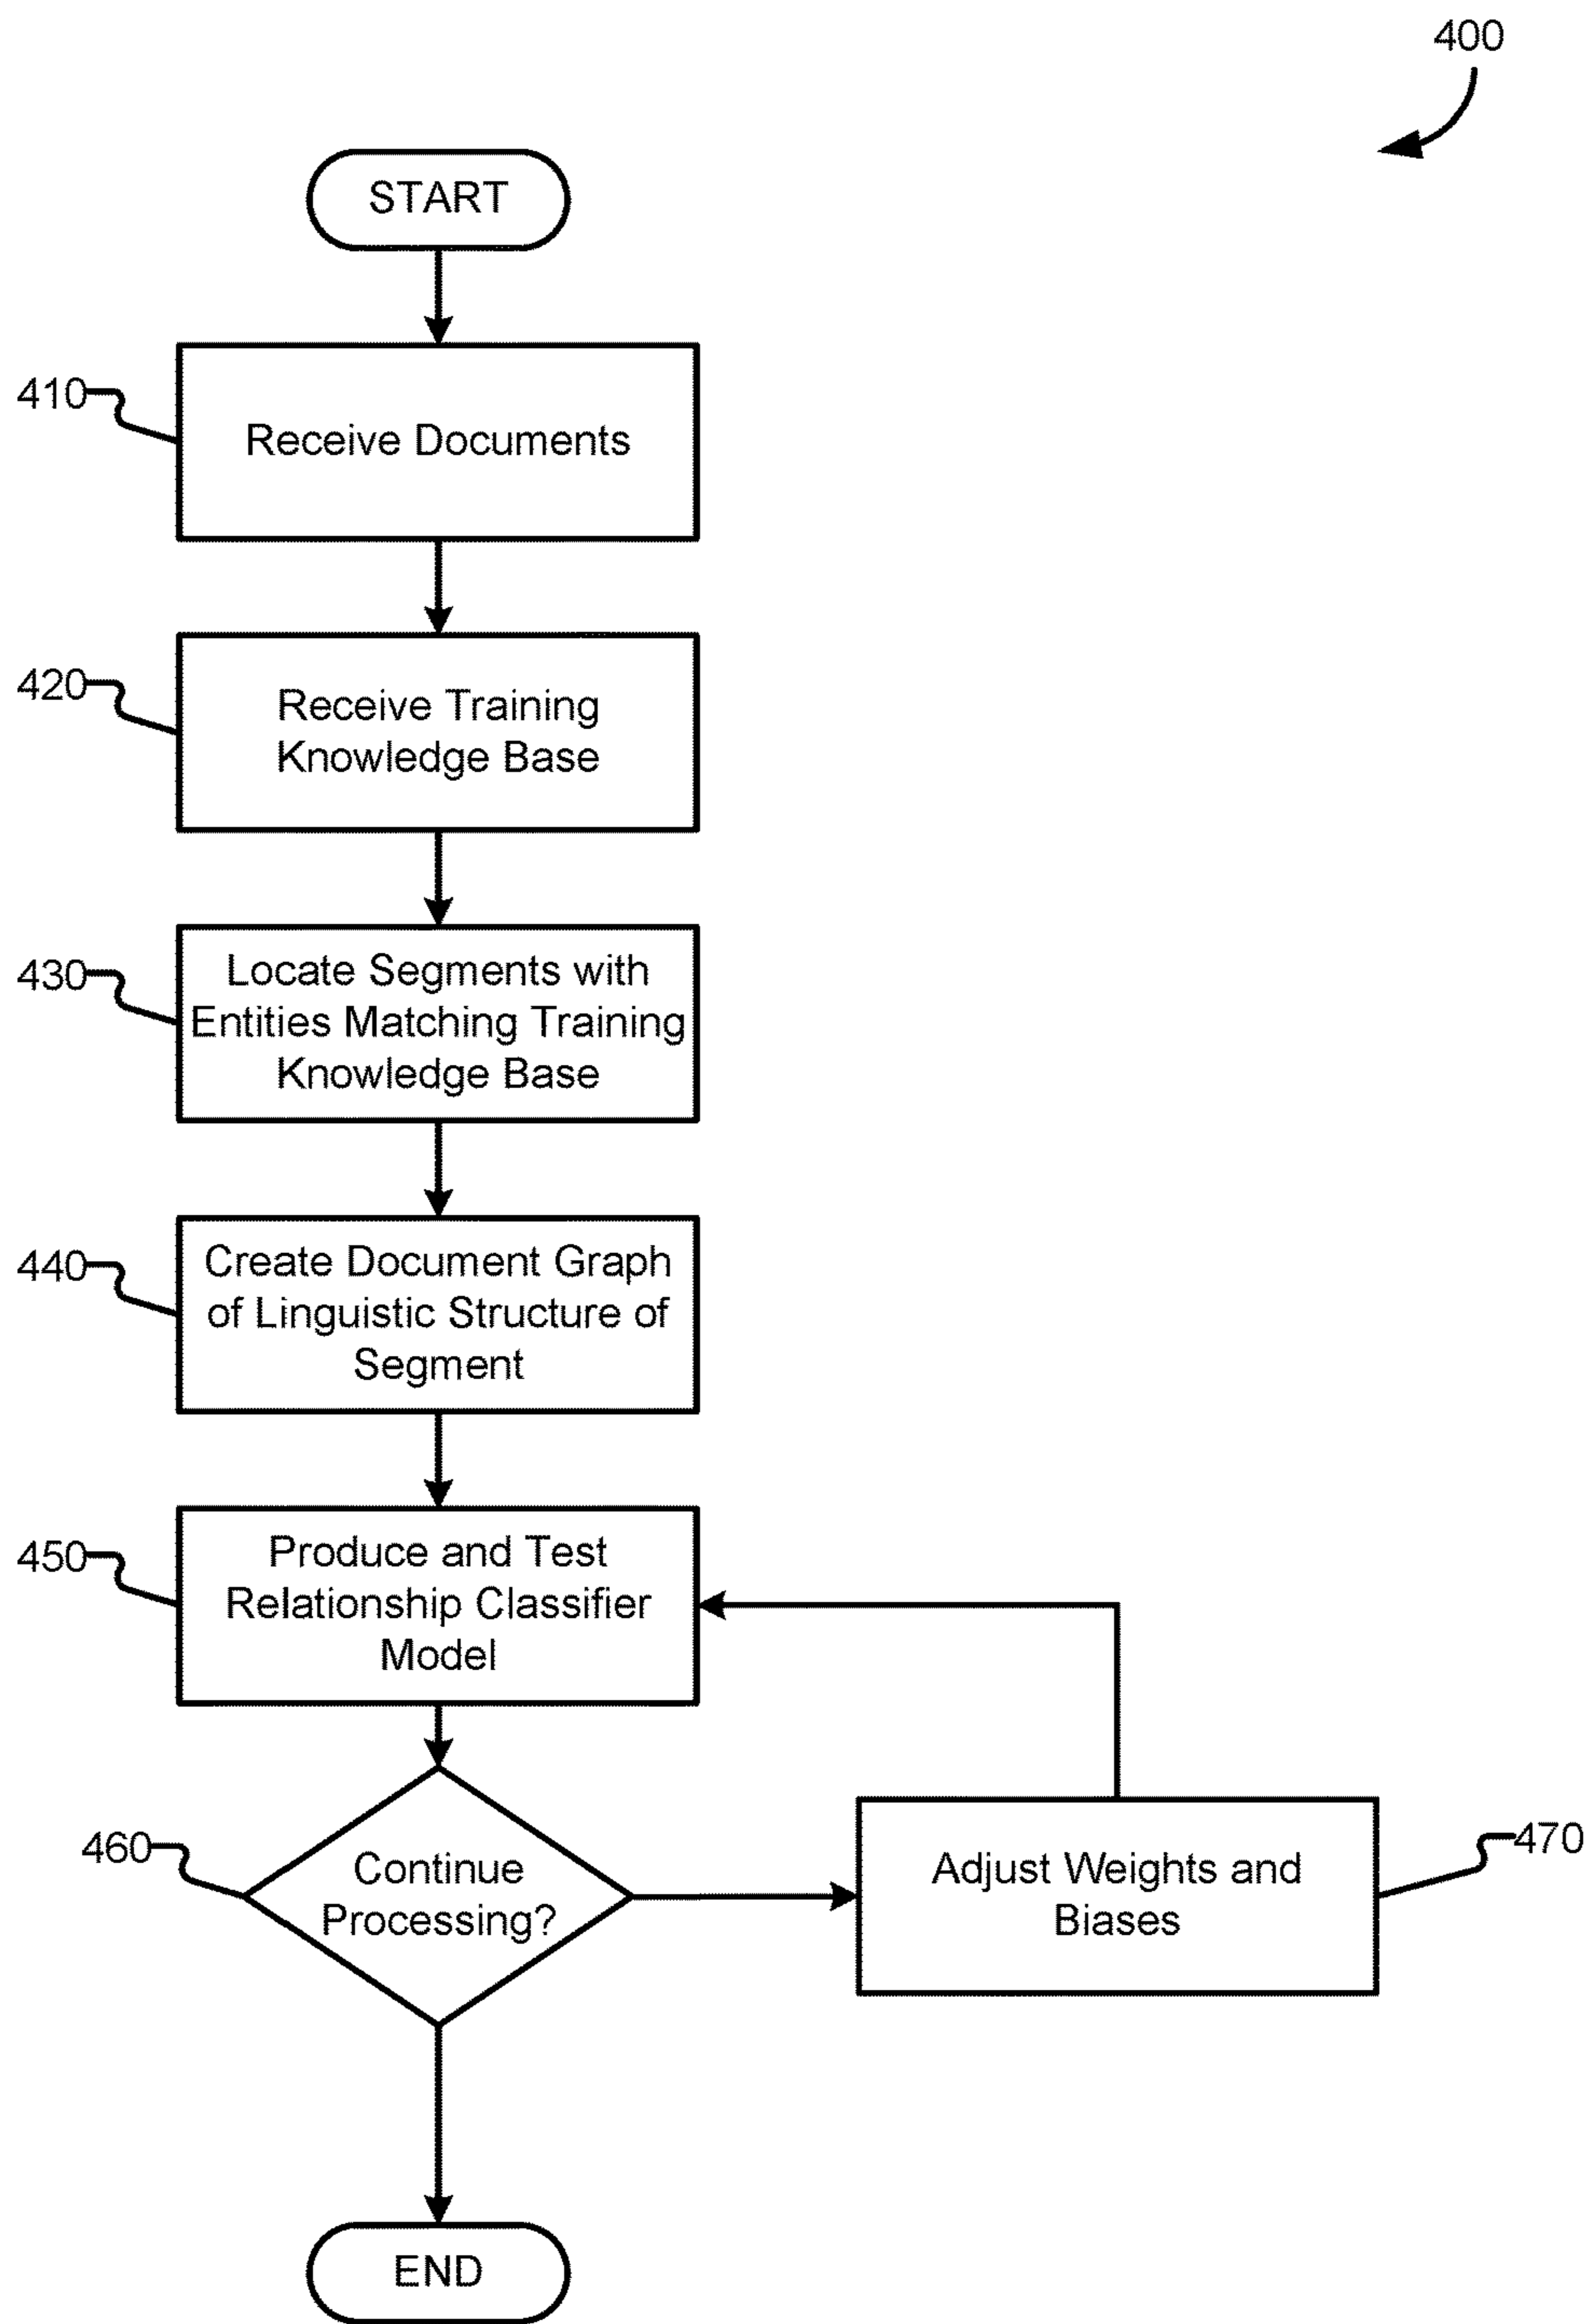 400
START
410
Receive Documents
420
Receive Training
Knowledge Base
430
Locate Segments with
Entities Matching Training
Knowledge Base
440
Create Document Graph
of Linguistic Structure of
Segment
450
Produce and Test
Relationship Classifier
Model
460
Continue
Processing?
Adjust Weights and
Biases
470
END